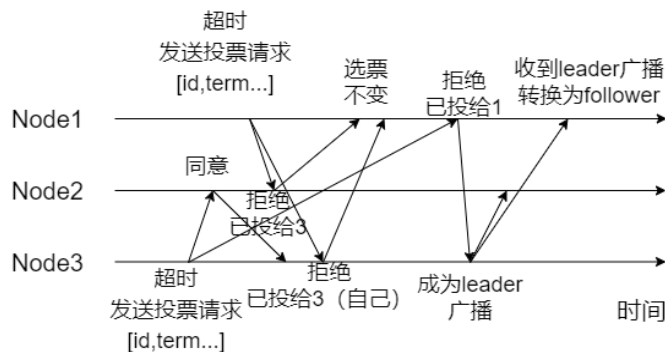 超时
发送投票请求
[id,term...]
选票
不变
拒绝
已投给1
收到leader广播
转换为follower
Node1
同意
Node2
拒绝
已投给3
Node3
超时
发送投票请求
[id,term...]
拒绝
已投给3（自己）
成为leader
广播
时间